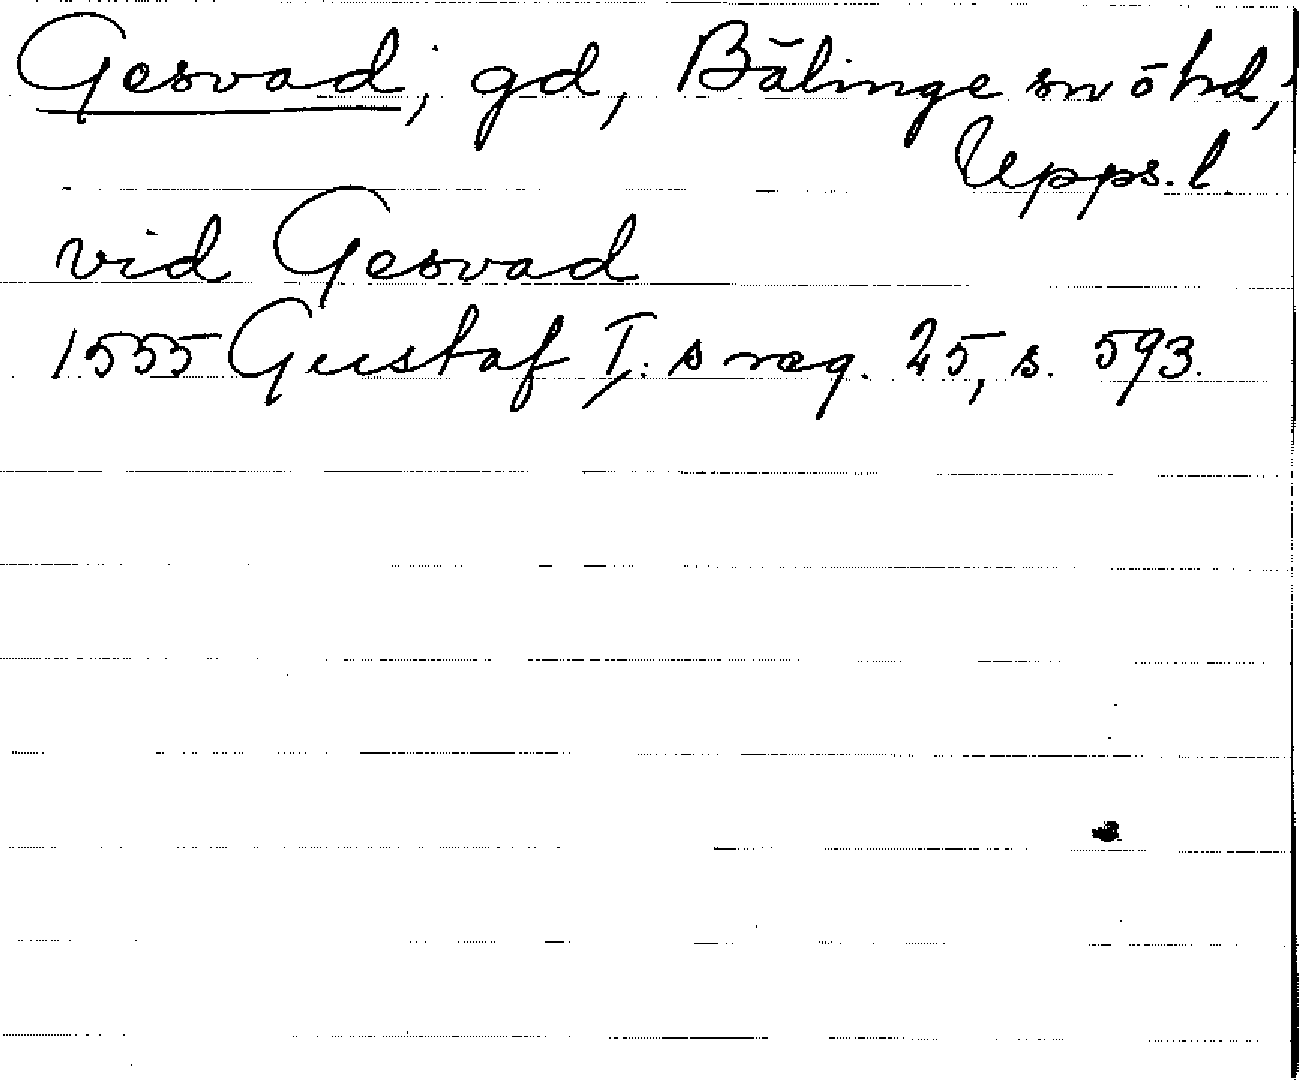 Gesvad, gd, Bälinge sn o hd,
Upps. l.
vid Gesvad
1555 Gustaf I:s reg. 25, s. 593.